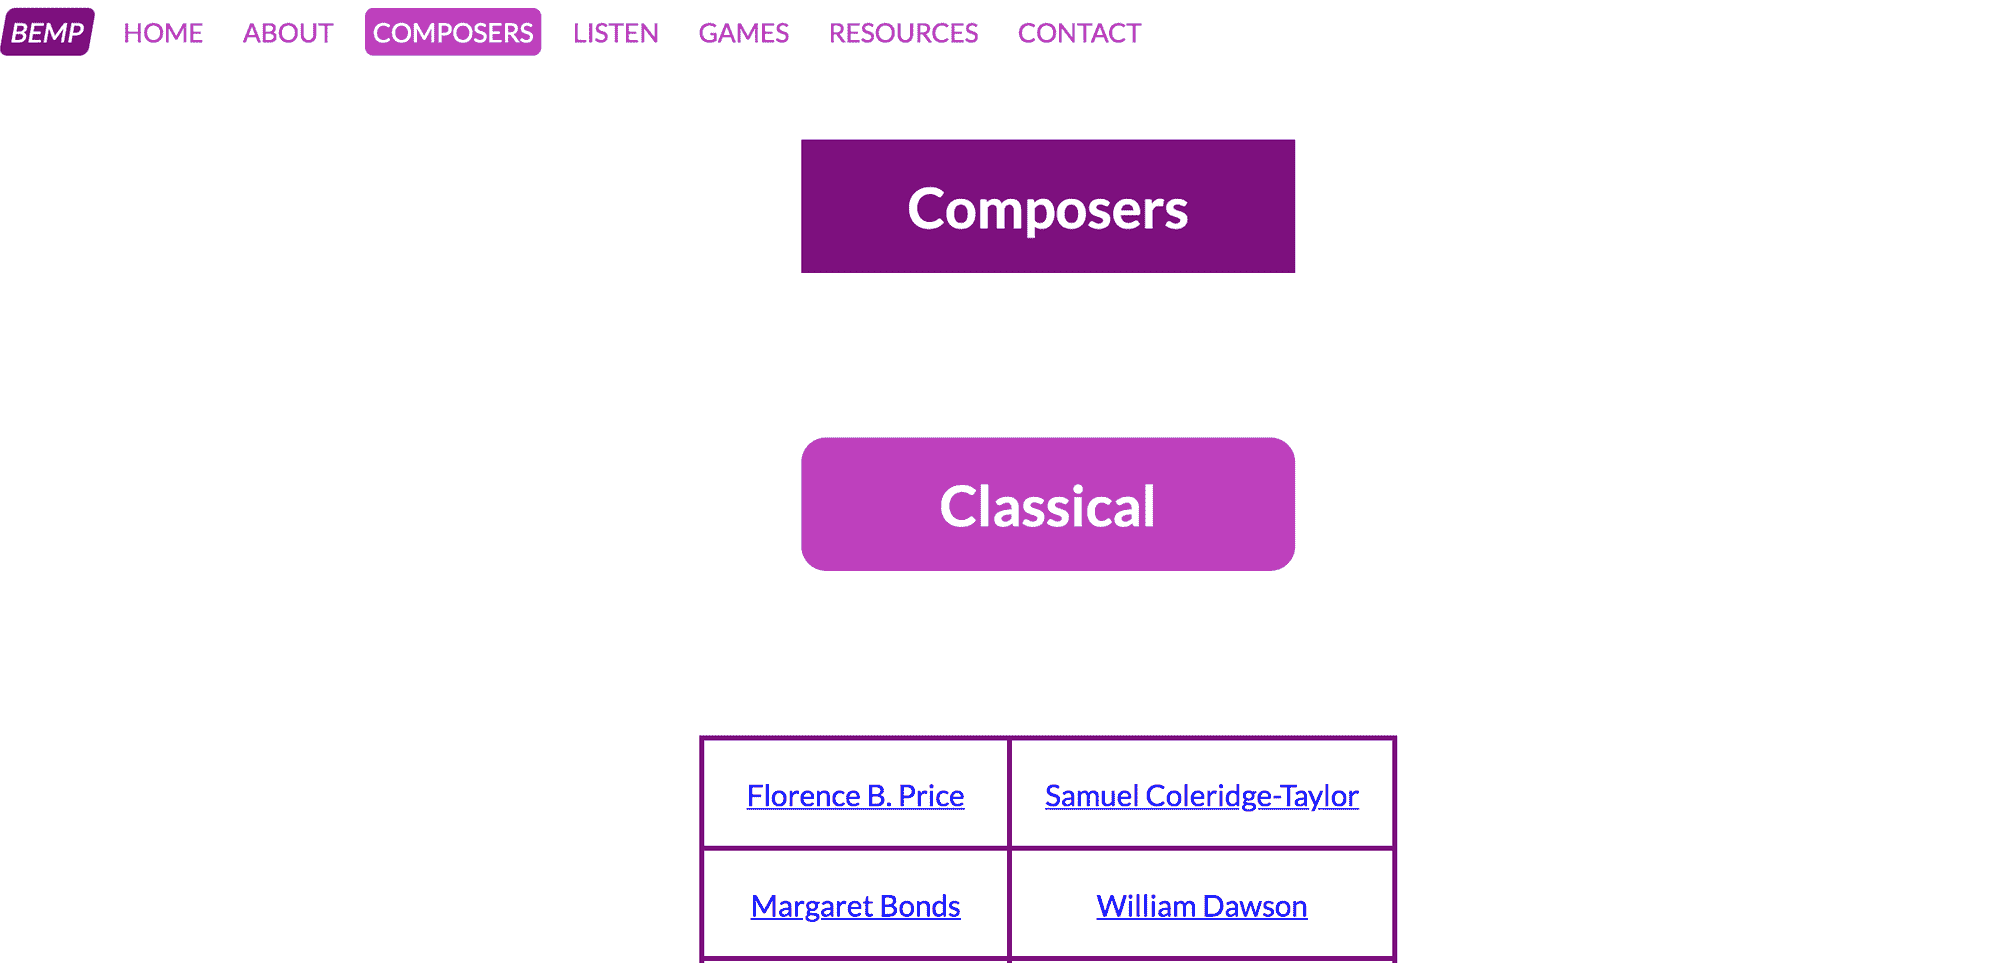 BEMP HOME ABOUT COMPOSERS LISTEN GAMES RESOURCES CONTACT
Composers
Classical
Florence B. Price Samuel Coleridge-Taylor
Margaret Bonds William Dawson